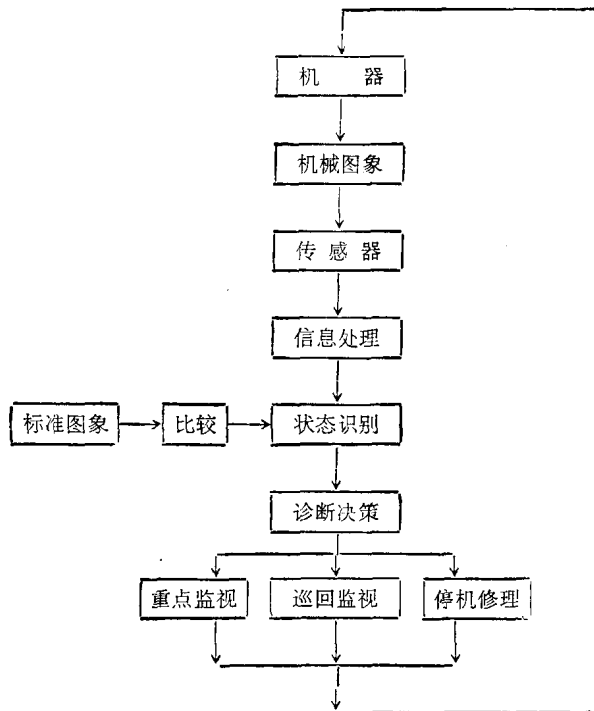 机 器
机械图象
传 感 器
信息处理
标准图象 比较 状态识别
诊断决策
重点监视 巡回监视 停机修理